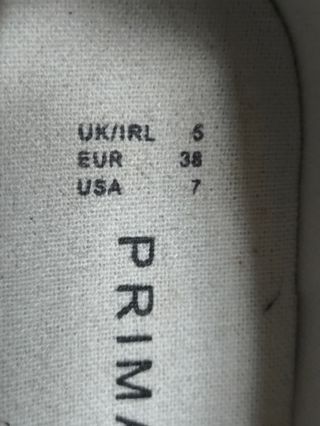 UK/IRL 5
EUR 38
USA 7
PRIMA